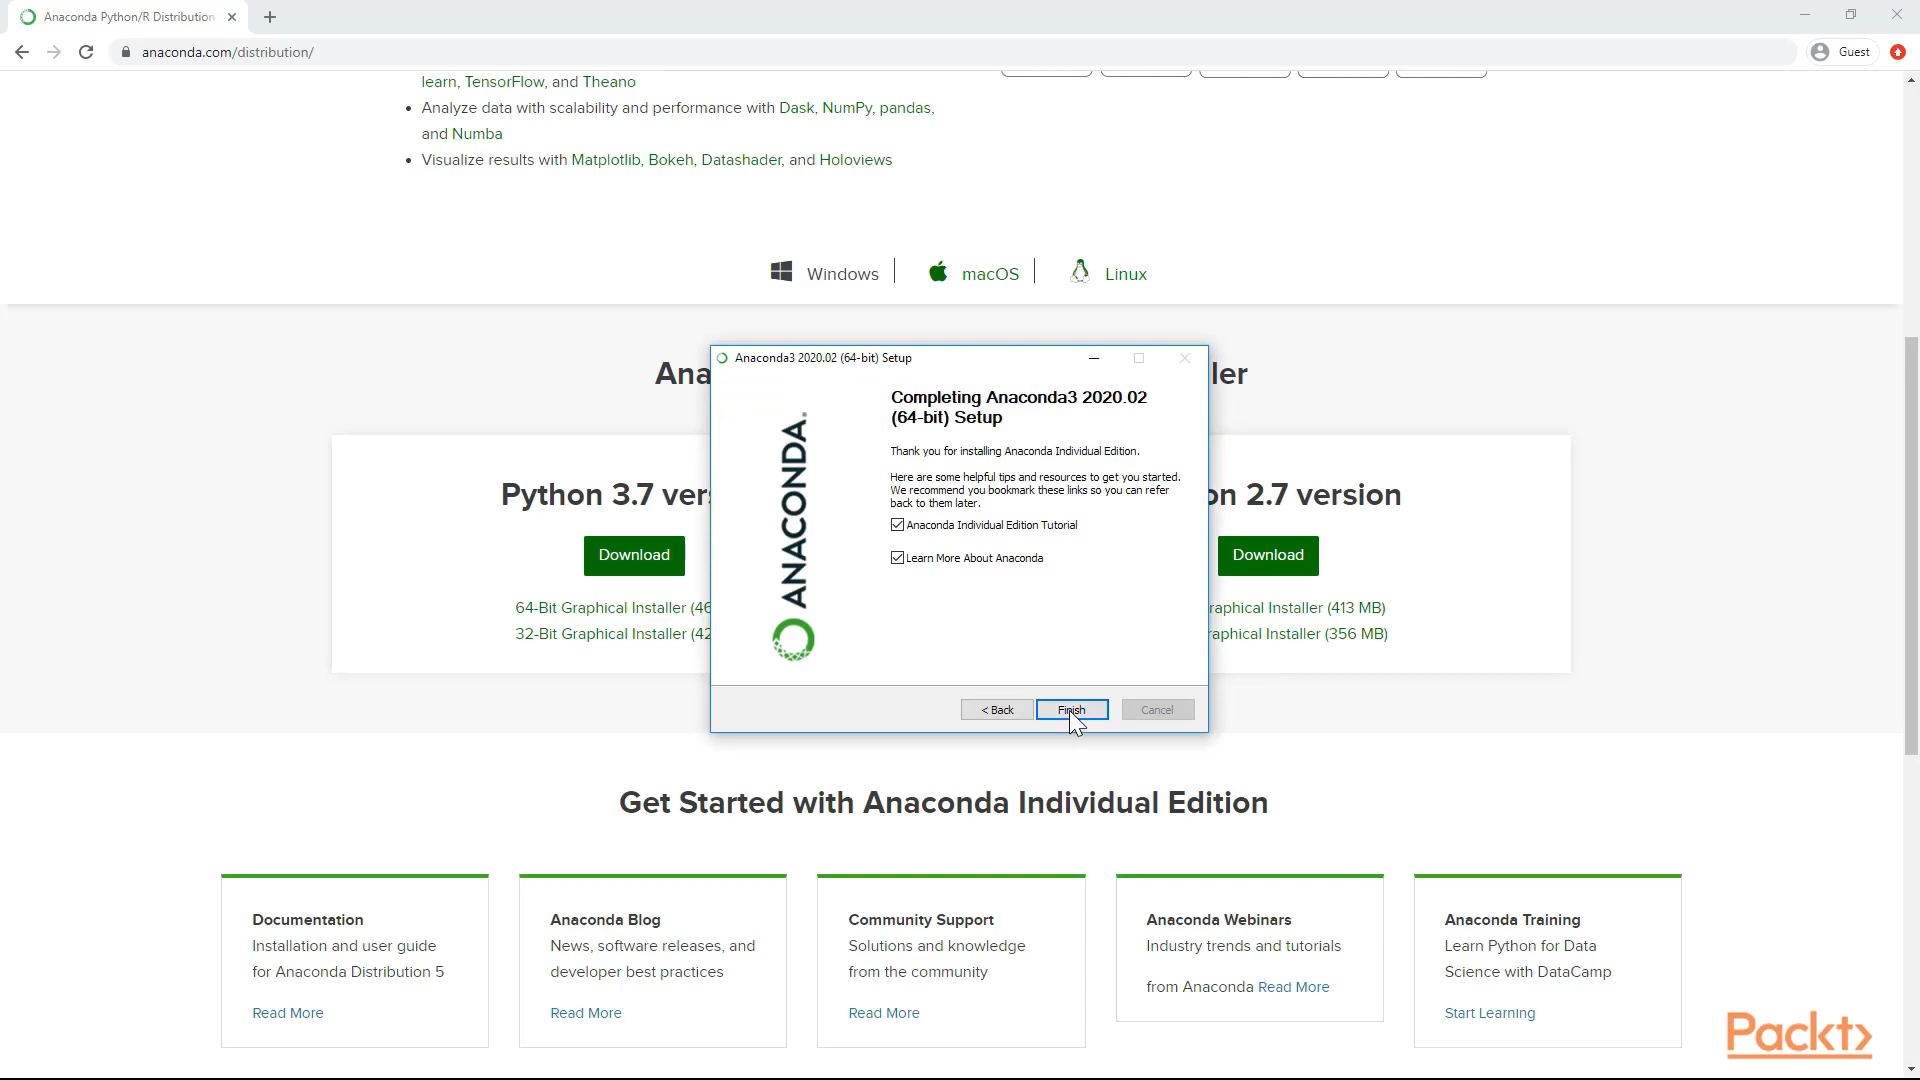 Anaconda Python/R Distribution
anaconda.com/distribution/
Guest
learn, TensorFlow, and Theano
Analyze data with scalability and performance with Dask, NumPy, pandas,
and Numba
Visualize results with Matplotlib, Bokeh, Datashader, and Holoviews
Windows
macOS
Linux
Ana
ler
Anaconda3 2020.02 (64-bit) Setup
Completing Anaconda3 2020.02
(64-bit) Setup
Thank you for installing Anaconda Individual Edition.
Here are some helpful tips and resources to get you started.
We recommend you bookmark these links so you can refer
back to them later.
Anaconda Individual Edition Tutorial
Learn More About Anaconda
ANACONDA.
< Back
Finish
Cancel
Python 3.7 vers
Download
64-Bit Graphical Installer (46
32-Bit Graphical Installer (42
on 2.7 version
Download
raphical Installer (413 MB)
raphical Installer (356 MB)
Get Started with Anaconda Individual Edition
Documentation
Installation and user guide
for Anaconda Distribution 5
Read More
Anaconda Blog
News, software releases, and
developer best practices
Read More
Community Support
Solutions and knowledge
from the community
Read More
Anaconda Webinars
Industry trends and tutorials
from Anaconda Read More
Anaconda Training
Learn Python for Data
Science with DataCamp
Start Learning
Packt>